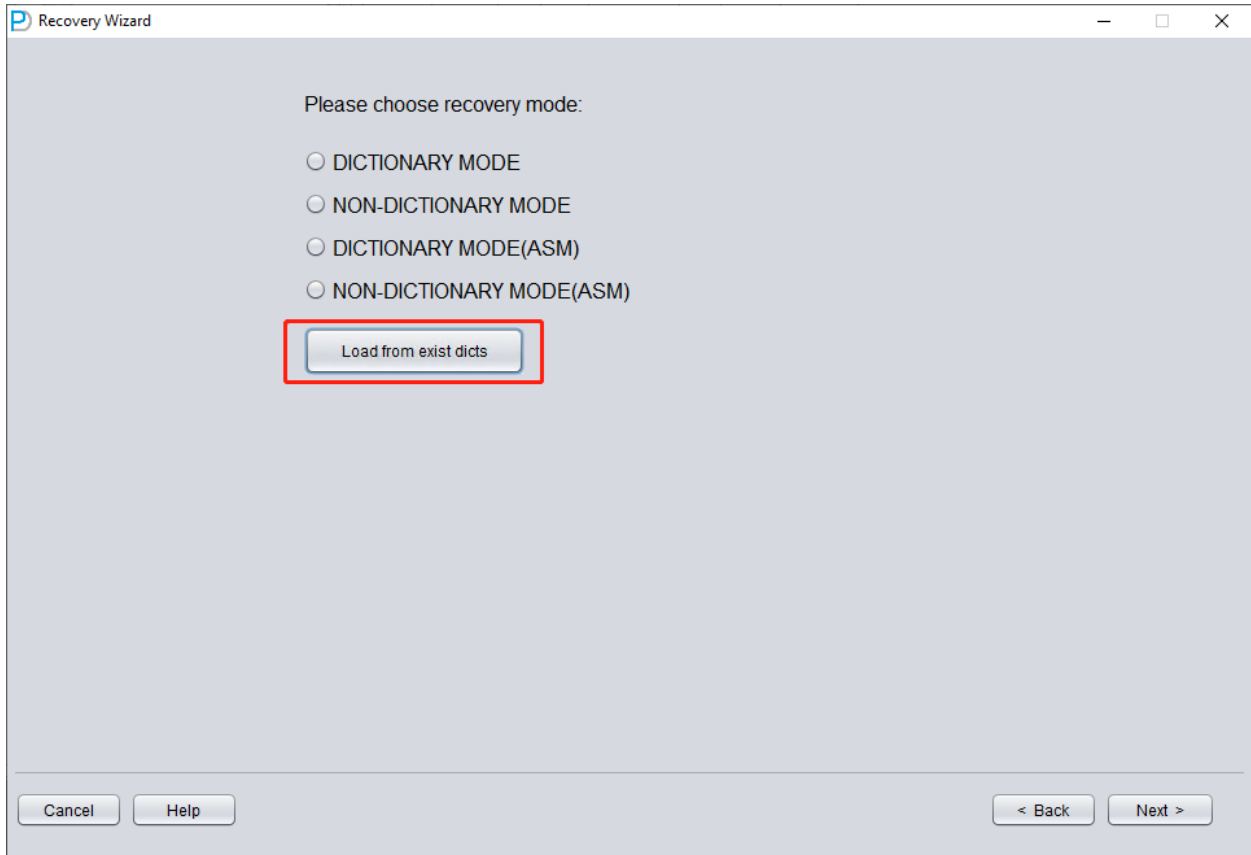 Recovery Wizard
Please choose recovery mode:
DICTIONARY MODE
NON-DICTIONARY MODE
DICTIONARY MODE(ASM)
NON-DICTIONARY MODE(ASM)
Load from exist dicts
Cancel Help < Back Next >